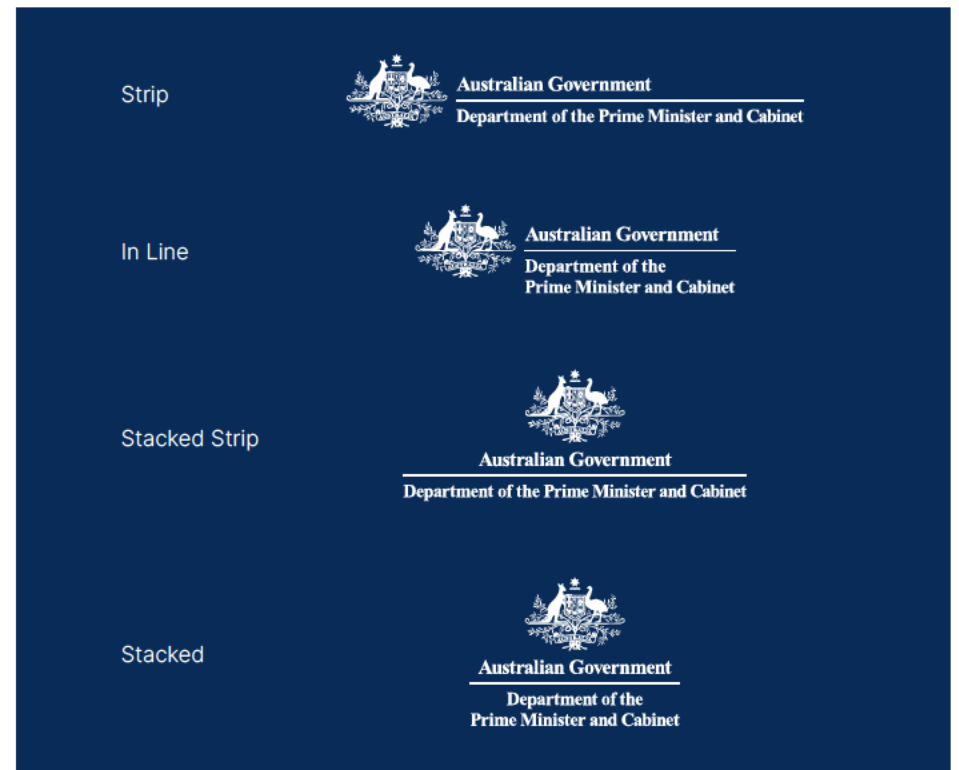 Strip
Australian Government
Department of the Prime Minister and Cabinet
In Line
Australian Government
Department of the
Prime Minister and Cabinet
Stacked Strip
Australian Government
Department of the Prime Minister and Cabinet
Stacked
Australian Government
Department of the
Prime Minister and Cabinet